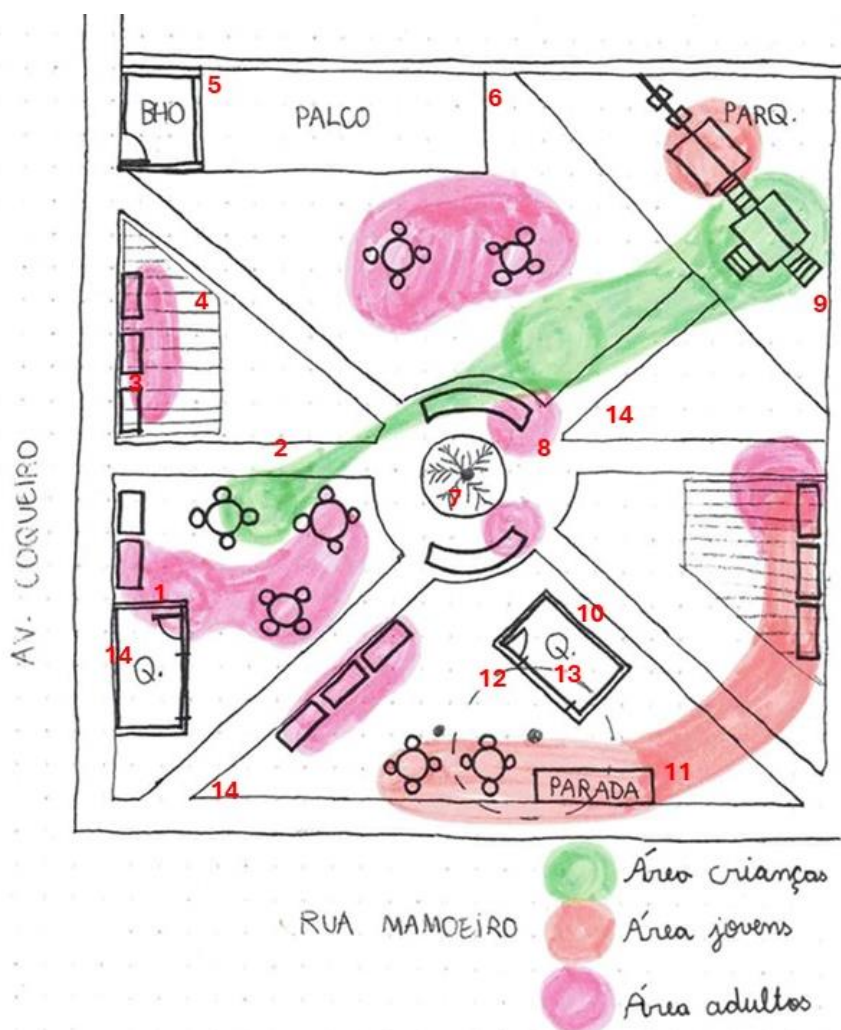 5
6
BHO
PALCO
PARQ.
4
9
3
14
2
8
AV. COQUEIRO
7
1
10
14
Q.
12
Q.
13
11
14
PARADA
Área crianças
RUA MAMOEIRO
Área jovens
Área adultos